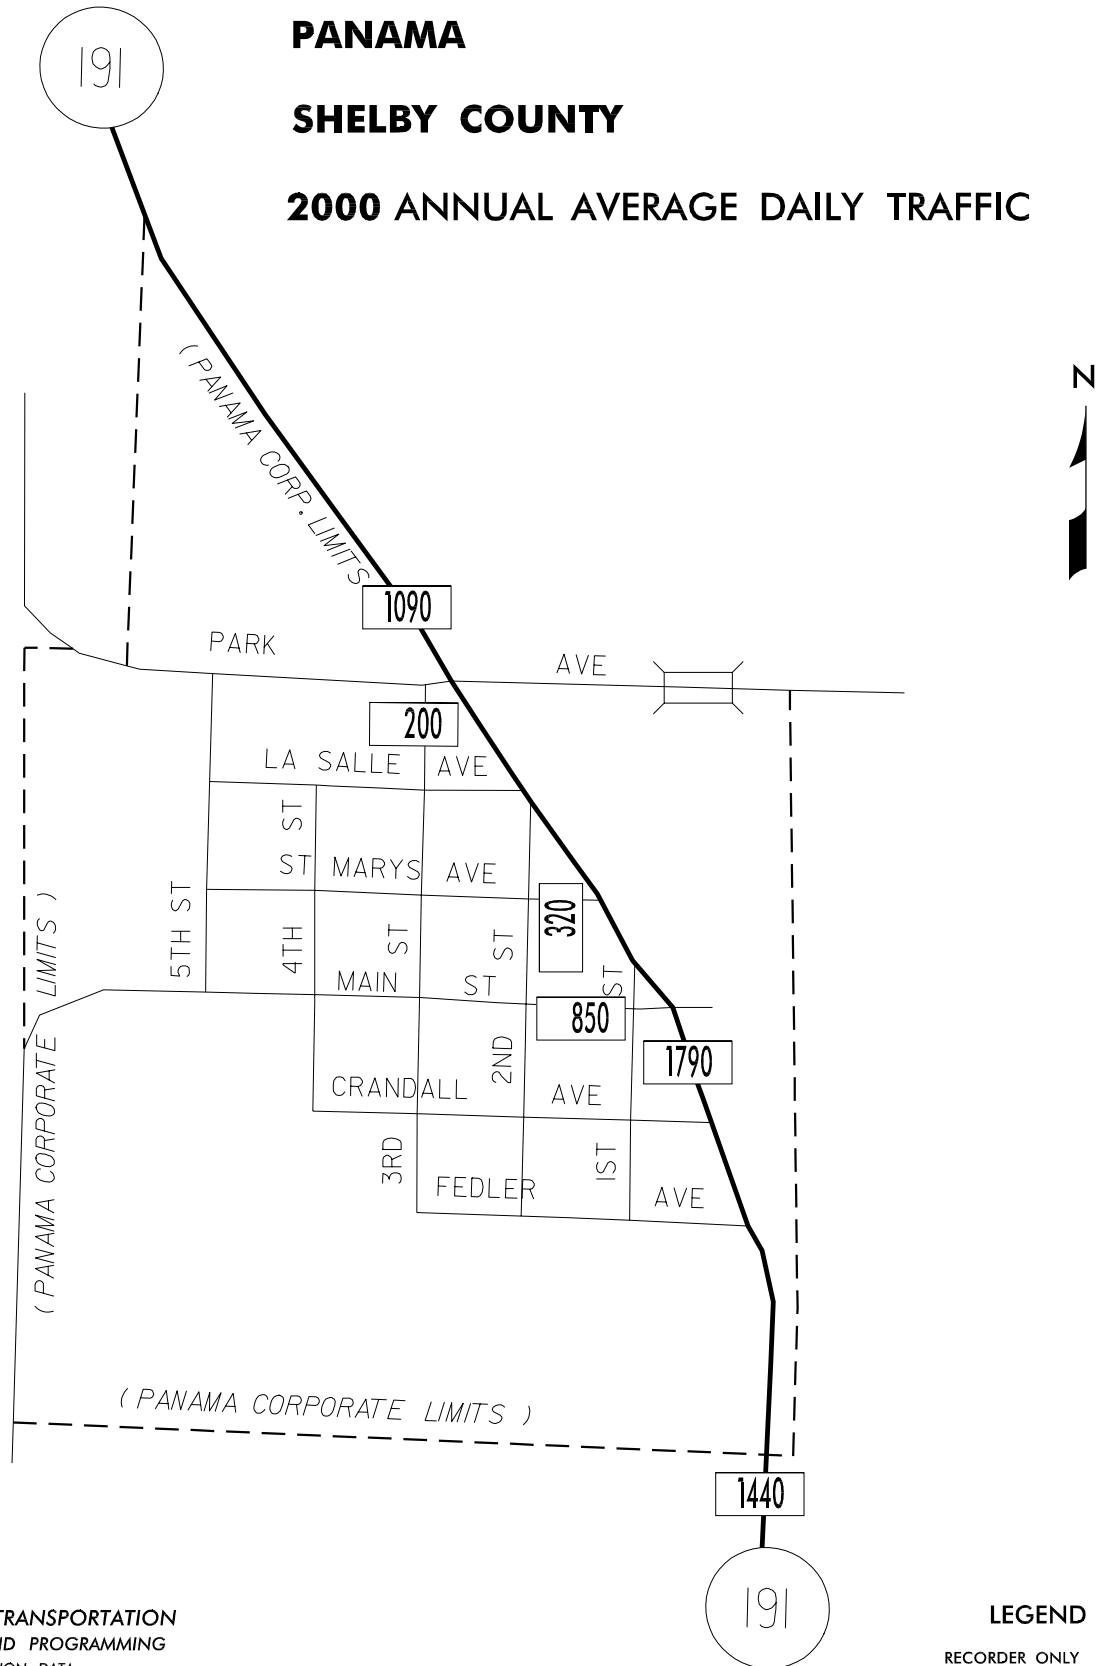 191
PANAMA
SHELBY COUNTY
2000 ANNUAL AVERAGE DAILY TRAFFIC
N
( PANAMA CORP. LIMITS
1090
PARK AVE
200
LA SALLE AVE
ST
ST MARYS AVE
5TH ST
4TH
ST
ST
320
ST
MAIN ST
850
2ND
1790
CRANDALL AVE
3RD
1ST
FEDLER AVE
( PANAMA CORPORATE LIMITS )
( PANAMA CORPORATE LIMITS )
1440
191
TRANSPORTATION
PROGRAMMING
LEGEND
RECORDER ONLY